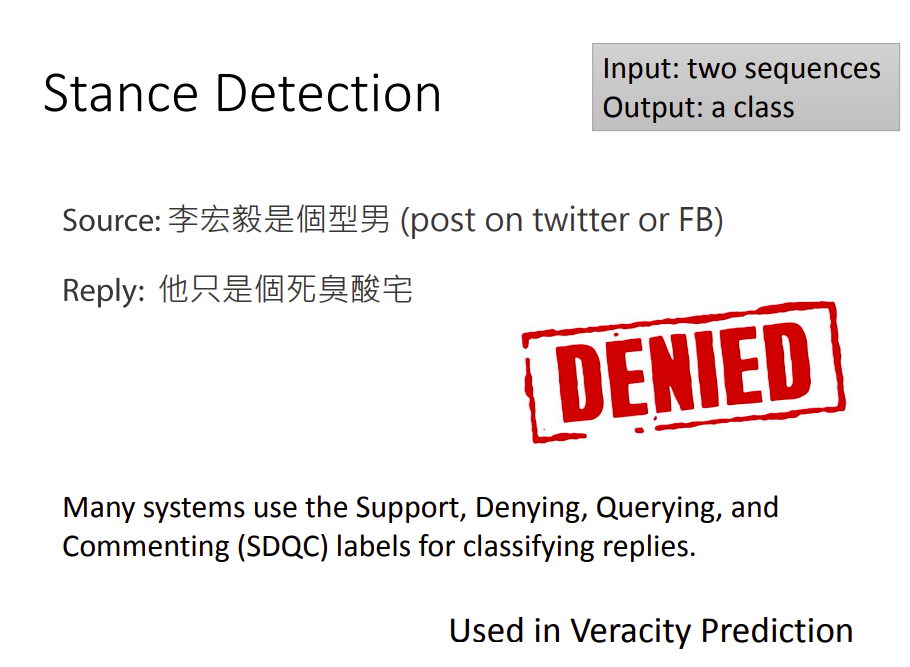 Stance Detection
Input: two sequences
Output: a class
Source: 李宏毅是個型男 (post on twitter or FB)
Reply: 他只是個死臭酸宅
DENIED
Many systems use the Support, Denying, Querying, and
Commenting (SDQC) labels for classifying replies.
Used in Veracity Prediction